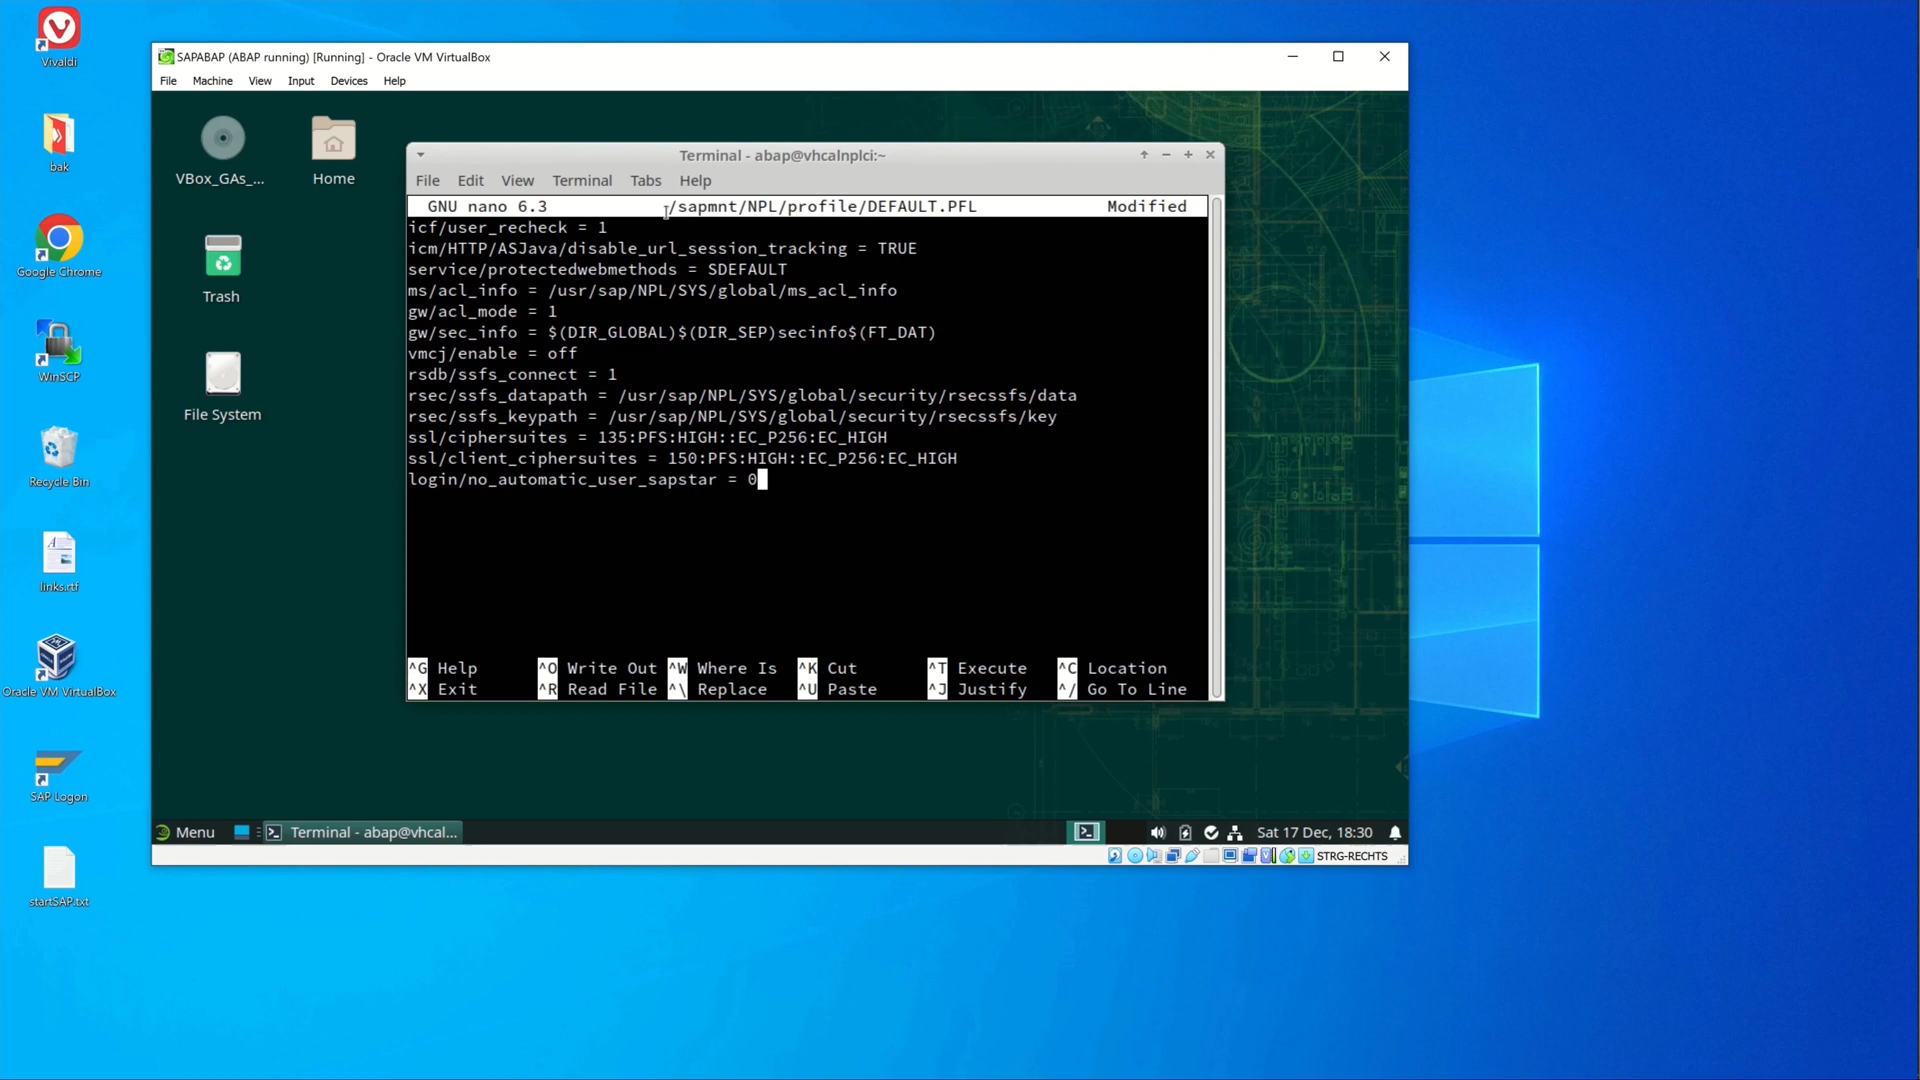 SAPABAP (ABAP running) [Running] - Oracle VM VirtualBox
File Machine View Input Devices Help
Vivaldi
bak
Google Chrome
WinSCP
Recycle Bin
links.rtf
Oracle VM VirtualBox
SAP Logon
startSAP.txt
VBox_GAs_...
Home
Trash
File System
Terminal - abap@vhcalnplci:~
File Edit View Terminal Tabs Help
GNU nano 6.3 /sapmnt/NPL/profile/DEFAULT.PFL Modified
icf/user_recheck = 1
icm/HTTP/ASJava/disable_url_session_tracking = TRUE
service/protectedwebmethods = SDEFAULT
ms/acl_info = /usr/sap/NPL/SYS/global/ms_acl_info
gw/acl_mode = 1
gw/sec_info = $(DIR_GLOBAL)$(DIR_SEP)secinfo$(FT_DAT)
vmcj/enable = off
rsdb/ssfs_connect = 1
rsec/ssfs_datapath = /usr/sap/NPL/SYS/global/security/rsecssfs/data
rsec/ssfs_keypath = /usr/sap/NPL/SYS/global/security/rsecssfs/key
ssl/ciphersuites = 135:PFS:HIGH::EC_P256:EC_HIGH
ssl/client_ciphersuites = 150:PFS:HIGH::EC_P256:EC_HIGH
login/no_automatic_user_sapstar = 0
^G Help ^O Write Out ^W Where Is ^K Cut ^T Execute ^C Location
^X Exit ^R Read File ^\ Replace ^U Paste ^J Justify ^/ Go To Line
Menu Terminal - abap@vhcal... Sat 17 Dec, 18:30
STRG-RECHTS